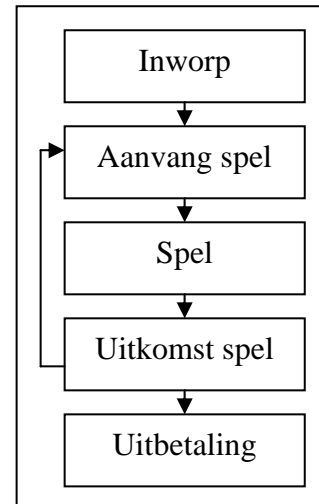 Inworp
Aanvang spel
Spel
Uitkomst spel
Uitbetaling